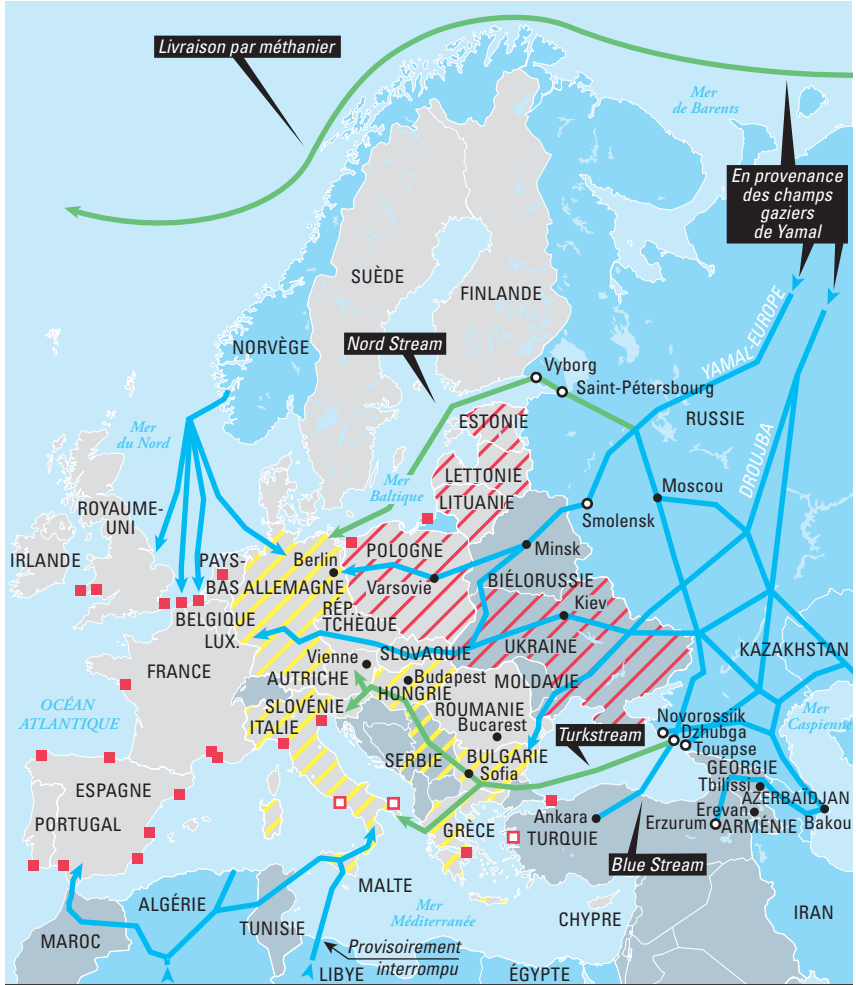 Livraison par méthanier
Mer
de Barents
En provenance
des champs
gaziers
de Yamal
SUÈDE
FINLANDE
NORVÈGE
Nord Stream
YAMAL-EUROPE
Vyborg
Saint-Pétersbourg
RUSSIE
DROUJBA
Mer
du Nord
ESTONIE
LETTONIE
LITUANIE
Mer
Baltique
Moscou
Smolensk
ROYAUME-
UNI
IRLANDE
PAYS-
BAS
ALLEMAGNE
Berlin
POLOGNE
Varsovie
Minsk
BIÉLORUSSIE
BELGIQUE
LUX.
RÉP.
TCHÈQUE
Kiev
UKRAINE
KAZAKHSTAN
FRANCE
Vienne
AUTRICHE
SLOVAQUIE
Budapest
HONGRIE
MOLDAVIE
OCÉAN
ATLANTIQUE
SLOVÉNIE
ITALIE
ROUMANIE
Bucarest
Turkstream
Novorossiik
Dzhubga
Touapse
Mer
Caspienne
SERBIE
BULGARIE
Sofia
GÉORGIE
Tbilissi
AZERBAÏDJAN
ESPAGNE
PORTUGAL
GRÈCE
Ankara
TURQUIE
Erzurum
Erevan
ARMÉNIE
Bakou
Blue Stream
MALTE
Mer
Méditerranée
CHYPRE
IRAN
ALGÉRIE
MAROC
TUNISIE
LIBYE
Provisoirement
interrompu
ÉGYPTE